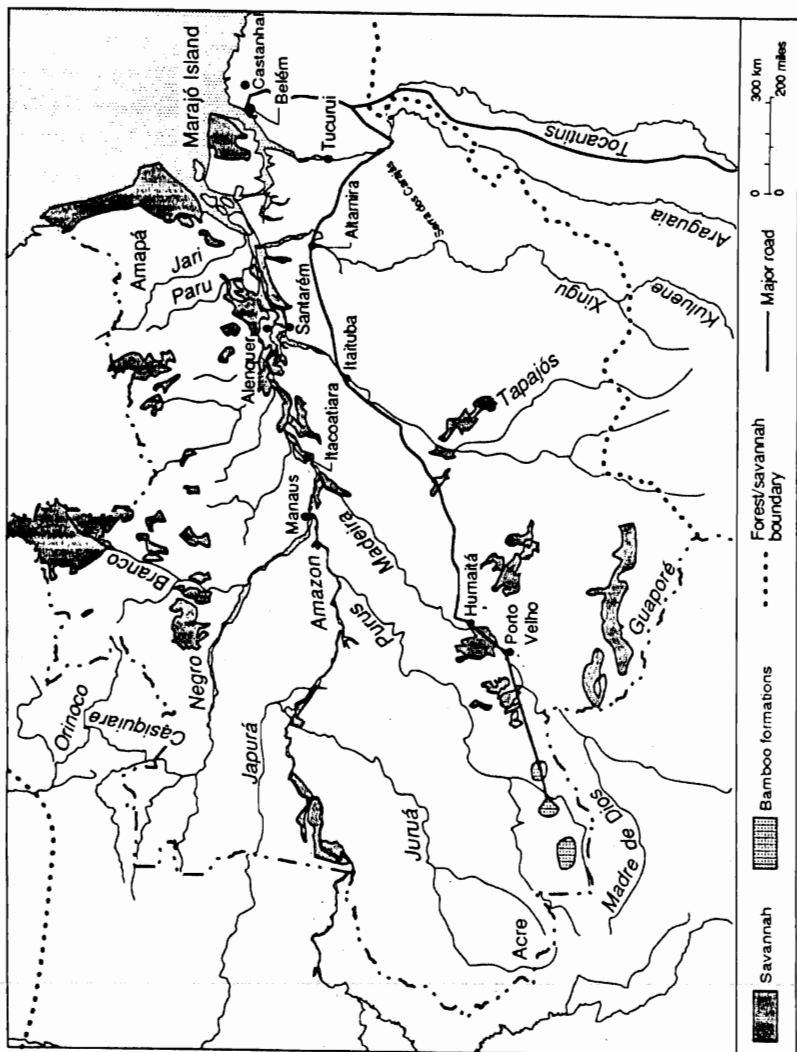 Marajó Island
Castanhal
Belém
Amapá
Jari
Paru
Tucurui
Tocantins
Alenquer
Santarém
Altamira
Serra dos Carajás
Araguaia
Itaituba
Xingu
Kuluene
Itacoatiara
Tapajós
Manaus
Branco
Madeira
Amazon
Purus
Humaitá
Porto
Velho
Guaporé
Negro
Orinoco
Casiquiare
Japurá
Juruá
Acre
Madre de Dios
Savannah
Bamboo formations
Forest/savannah
boundary
Major road
0 300 km
0 200 miles